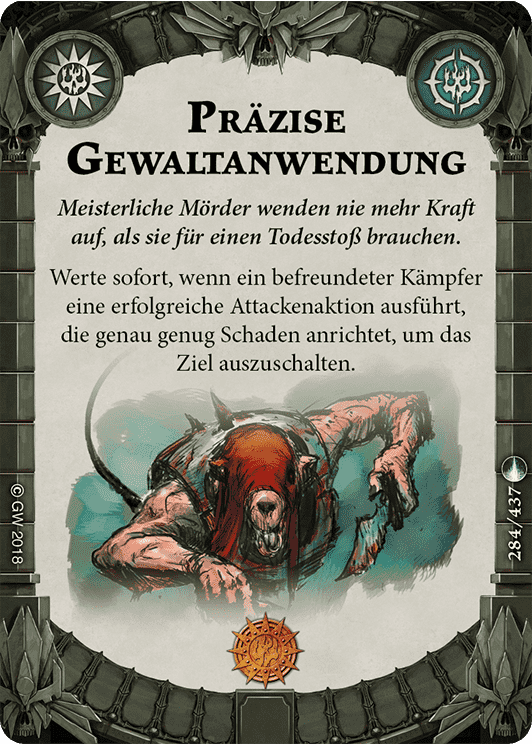 Präzise
Gewaltanwendung
Meisterliche Mörder wenden nie mehr Kraft
auf, als sie für einen Todesstoß brauchen.
Werte sofort, wenn ein befreundeter Kämpfer
eine erfolgreiche Attackenaktion ausführt,
die genau genug Schaden anrichtet, um das
Ziel auszuschalten.
© GW 2018
284/437